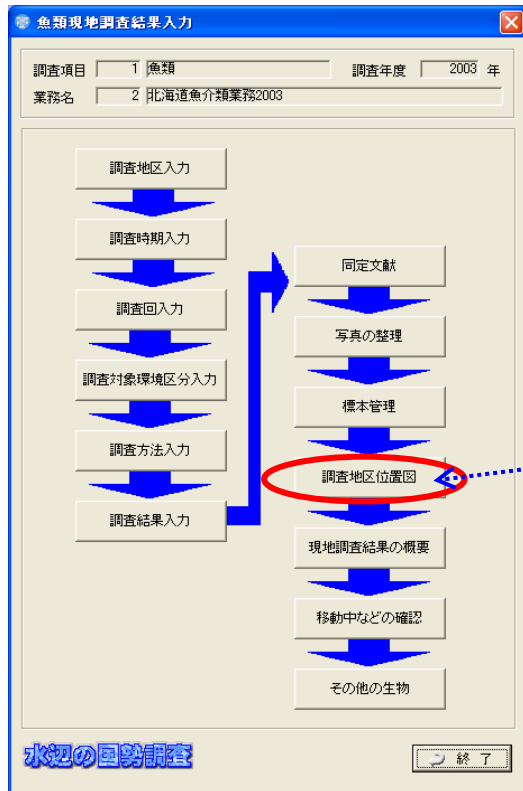 魚類現地調査結果入力
調査項目 1 魚類 調査年度 2003 年
業務名 2 北海道魚介類業務2003
調査地区入力
調査時期入力
調査回入力
調査対象環境区分入力
調査方法入力
調査結果入力
同定文献
写真の整理
標本管理
調査地区位置図
現地調査結果の概要
移動中などの確認
その他の生物
水辺の国勢調査
終 了